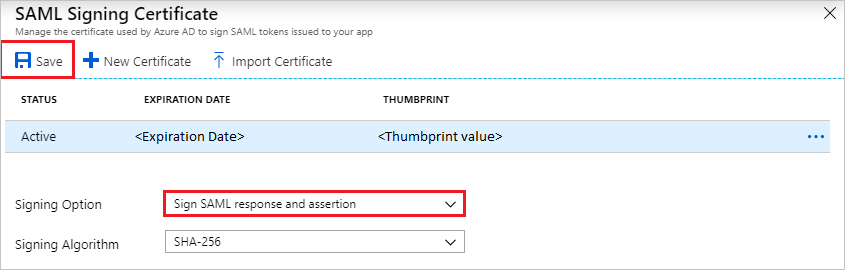 SAML Signing Certificate
Manage the certificate used by Azure AD to sign SAML tokens issued to your app
Save New Certificate Import Certificate
STATUS EXPIRATION DATE THUMBPRINT
Active <Expiration Date> <Thumbprint value>
Signing Option Sign SAML response and assertion
Signing Algorithm SHA-256